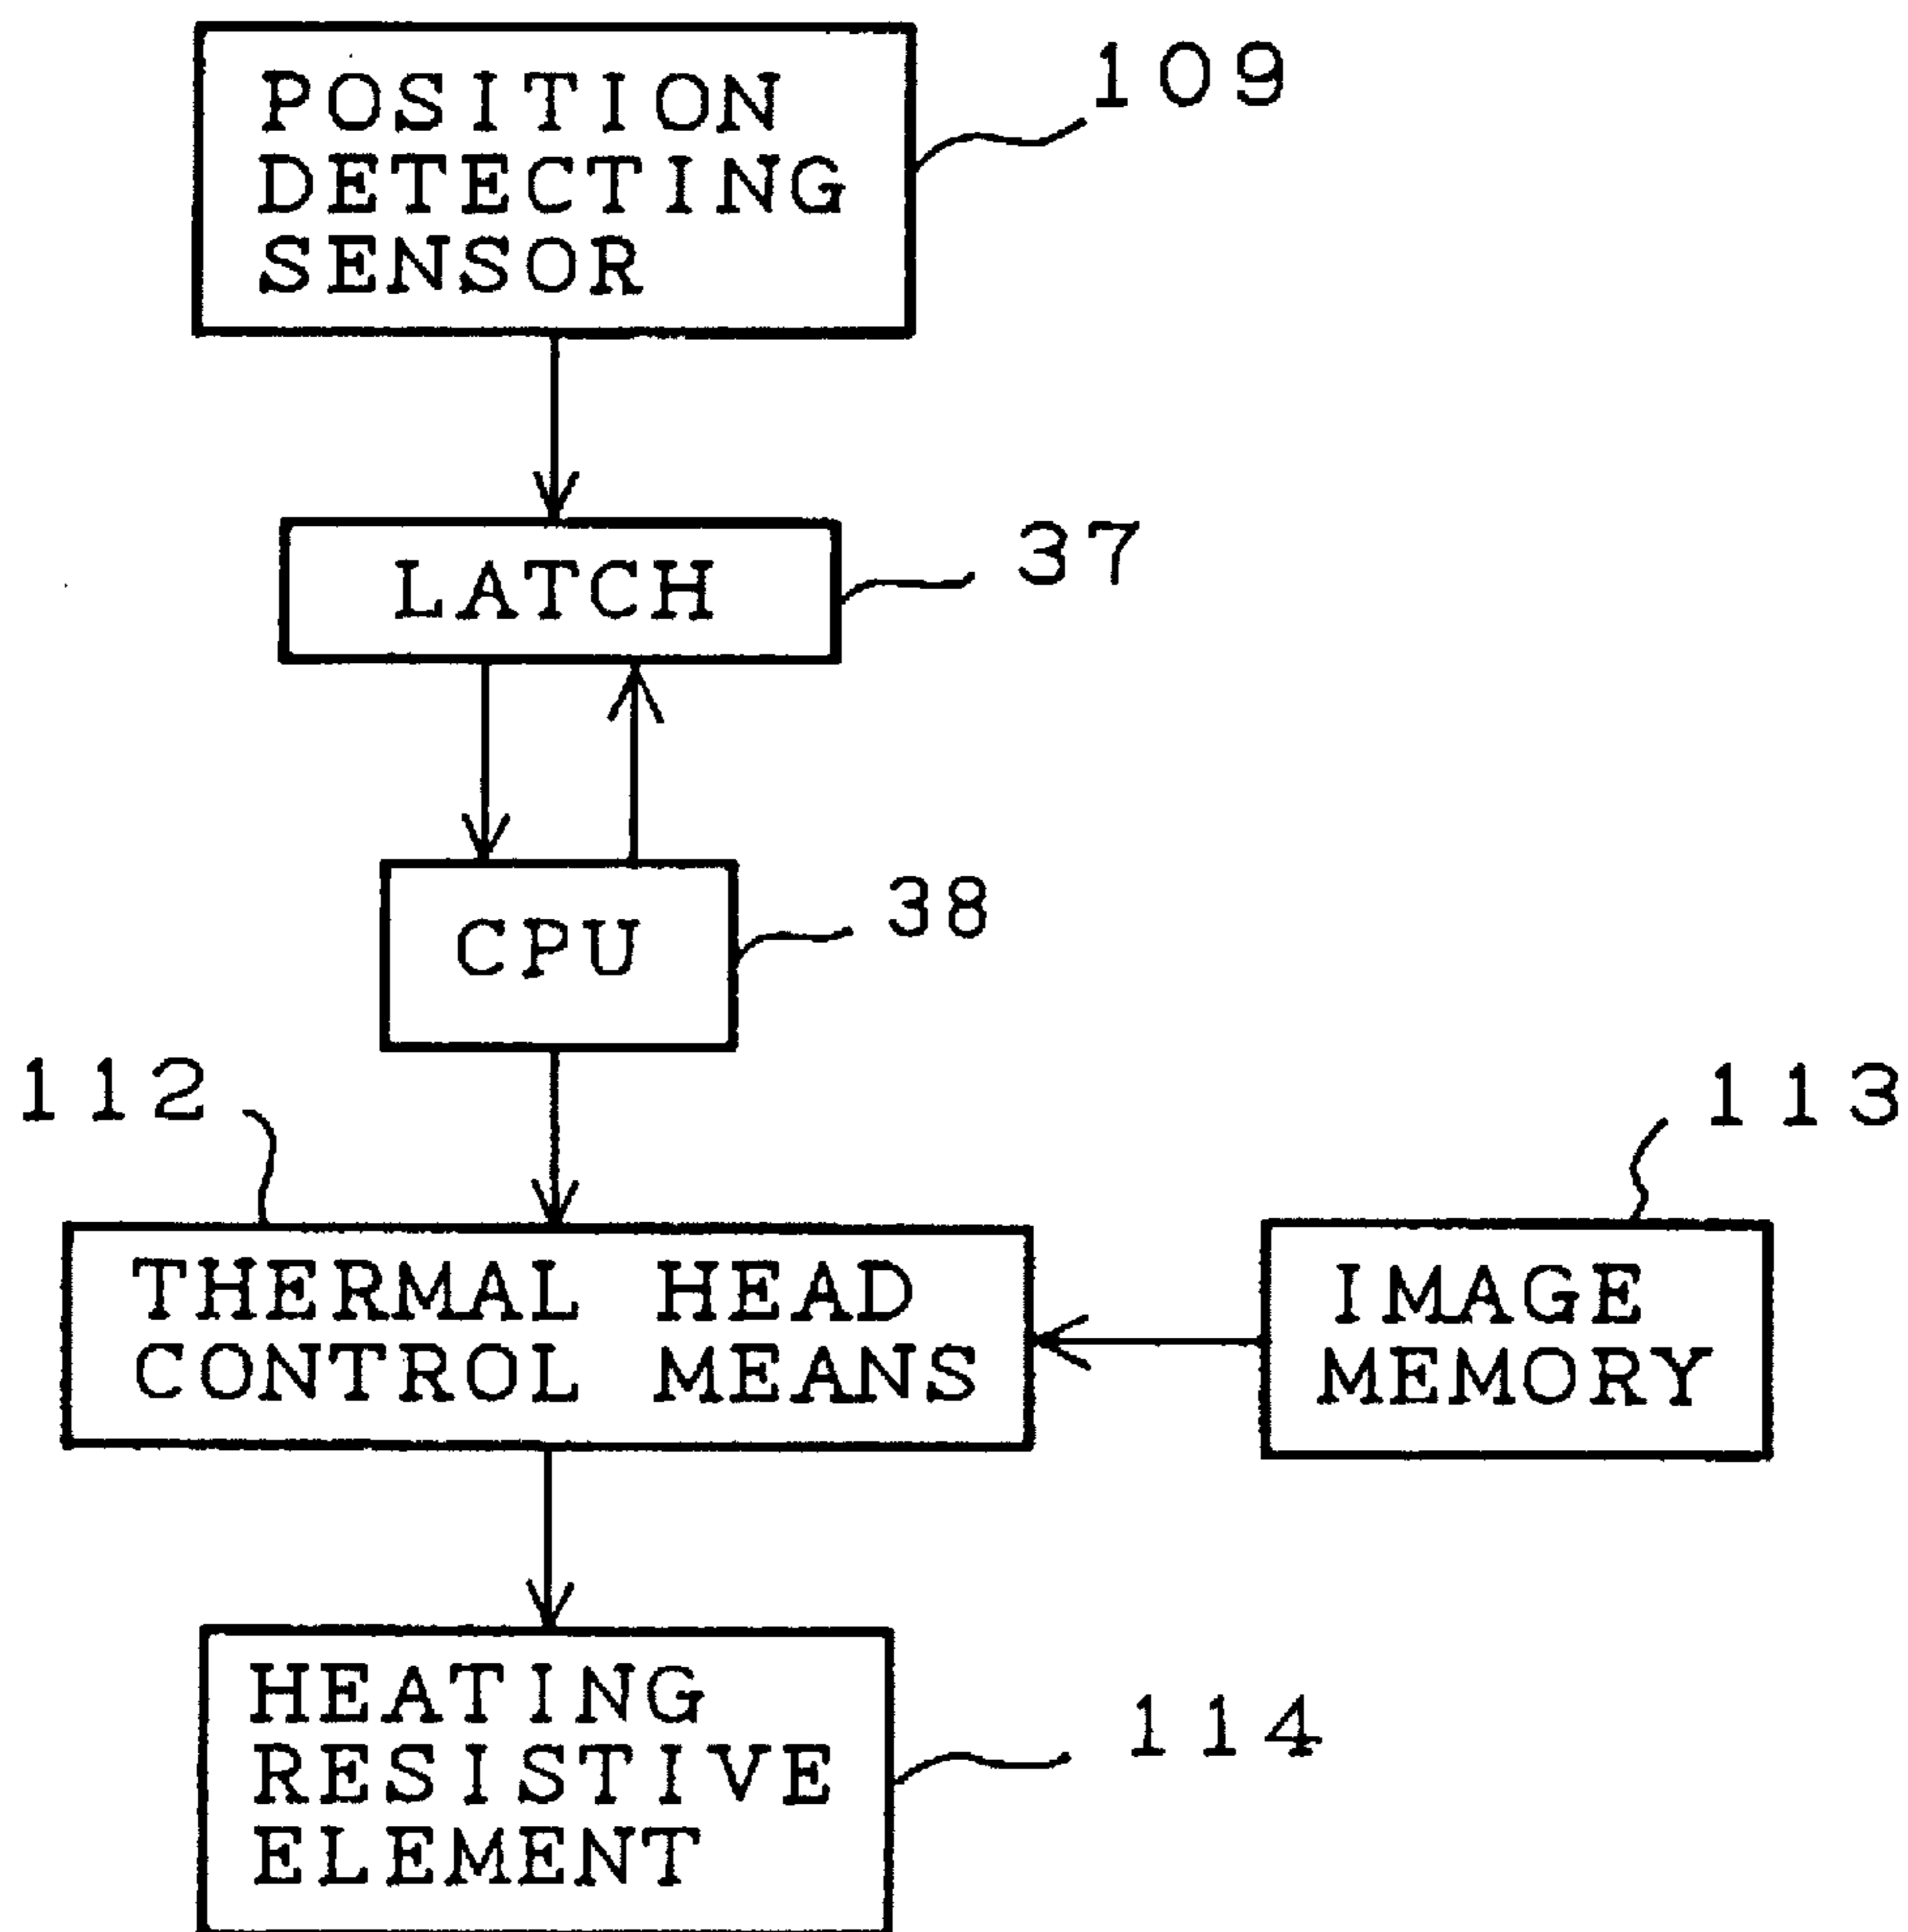 POSITION
DETECTING
SENSOR
109
LATCH
37
CPU
38
112
113
THERMAL HEAD
CONTROL MEANS
IMAGE
MEMORY
HEATING
RESISTIVE
ELEMENT
114